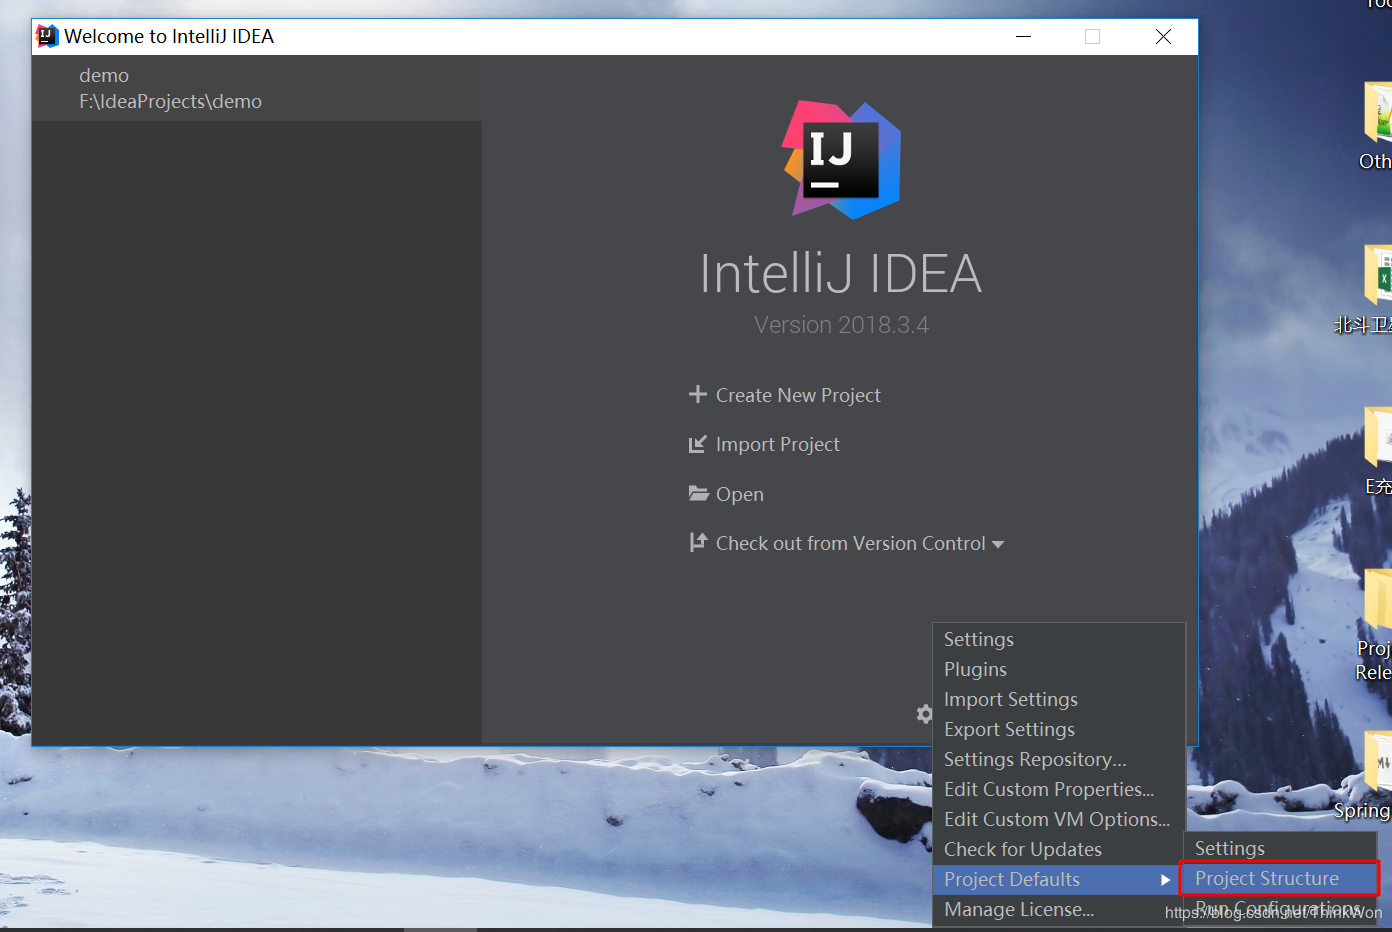 Welcome to IntelliJ IDEA
demo
F:\IdeaProjects\demo
IJ
IntelliJ IDEA
Version 2018.3.4
Create New Project
Import Project
Open
Check out from Version Control
Settings
Plugins
Import Settings
Export Settings
Settings Repository...
Edit Custom Properties...
Edit Custom VM Options...
Check for Updates
Project Defaults
Manage License...
Settings
Project Structure
Run Configurations
https://blog.csdn.net/ThinkWon
Oth
北斗卫
E充
Proj
Rele
Spring